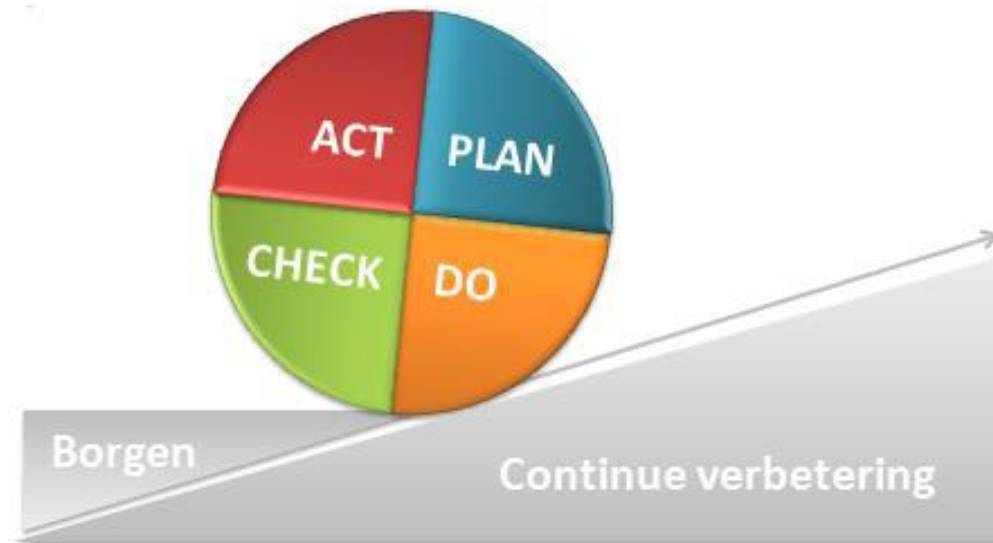 ACT
PLAN
CHECK
DO
Borgen
Continue verbetering